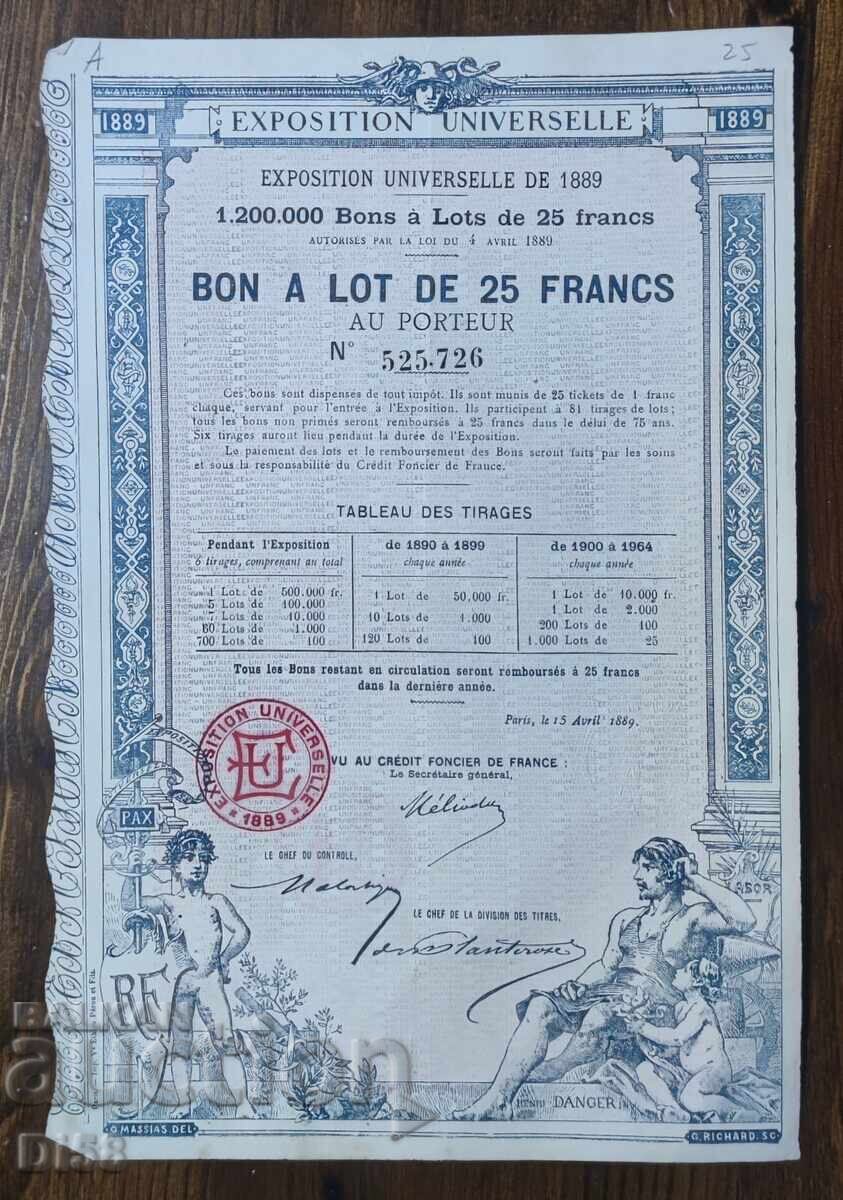 A
25
1889
EXPOSITION UNIVERSELLE
1889
EXPOSITION UNIVERSELLE DE 1889
1.200.000 Bons à Lots de 25 francs
AUTORISÉS PAR LA LOI DU 4 AVRIL 1889
BON A LOT DE 25 FRANCS
AU PORTEUR
N° 525.726
Ces bons sont dispensés de tout impôt. Ils sont munis de 25 tickets de 1 franc
chaque, servant pour l'entrée à l'Exposition. Ils participent à 81 tirages de lots;
tous les bons non primés seront remboursés à 25 francs dans le délai de 75 ans.
Six tirages auront lieu pendant la durée de l'Exposition.
Le paiement des lots et le remboursement des Bons seront faits par les soins
et sous la responsabilité du Crédit Foncier de France.
TABLEAU DES TIRAGES
Pendant l'Exposition
6 tirages, comprenant au total
1 Lot de 500.000 fr.
5 Lots de 100.000
7 Lots de 10.000
60 Lots de 1.000
700 Lots de 100
de 1890 à 1899
chaque année
1 Lot de 50.000 fr.
10 Lots de 1.000
120 Lots de 100
de 1900 à 1964
chaque année
1 Lot de 10.000 fr.
1 Lot de 2.000
200 Lots de 100
1.000 Lots de 25
Tous les Bons restant en circulation seront remboursés à 25 francs
dans la dernière année.
Paris, le 15 Avril 1889.
EXPOSITION UNIVERSELLE
EU
* 1889 *
VU AU CRÉDIT FONCIER DE FRANCE :
Le Secrétaire général,
LE CHEF DU CONTROLE,
LE CHEF DE LA DIVISION DES TITRES,
PAX
LABOR
RF
HENRI DANGER INV
G. MASSIAS DEL
G. RICHARD. SC
BALKAN
auction
DI58